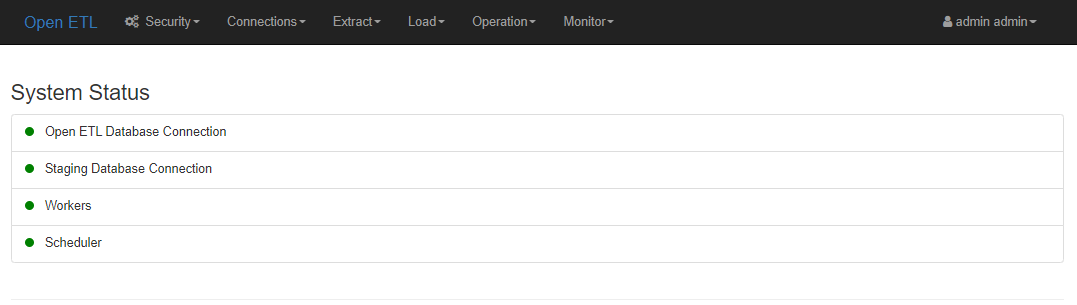 Open ETL Security Connections Extract Load Operation Monitor admin admin
System Status
Open ETL Database Connection
Staging Database Connection
Workers
Scheduler